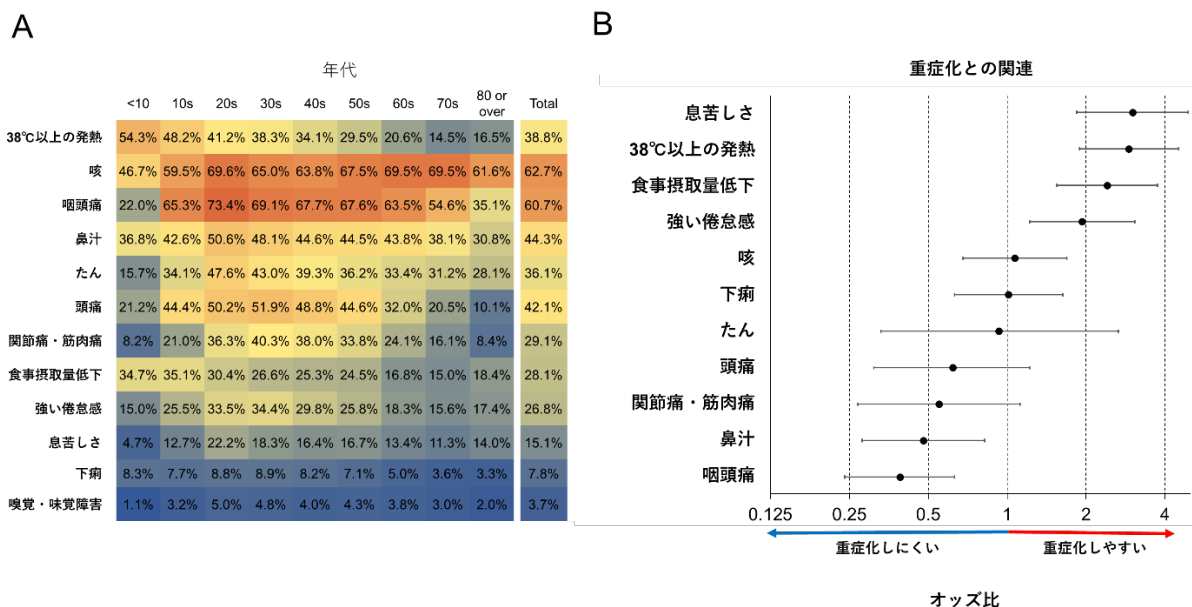 A
年代
<10 10s 20s 30s 40s 50s 60s 70s 80 or over Total
38℃以上の発熱 54.3% 48.2% 41.2% 38.3% 34.1% 29.5% 20.6% 14.5% 16.5% 38.8%
咳 46.7% 59.5% 69.6% 65.0% 63.8% 67.5% 69.5% 69.5% 61.6% 62.7%
咽頭痛 22.0% 65.3% 73.4% 69.1% 67.7% 67.6% 63.5% 54.6% 35.1% 60.7%
鼻汁 36.8% 42.6% 50.6% 48.1% 44.6% 44.5% 43.8% 38.1% 30.8% 44.3%
たん 15.7% 34.1% 47.6% 43.0% 39.3% 36.2% 33.4% 31.2% 28.1% 36.1%
頭痛 21.2% 44.4% 50.2% 51.9% 48.8% 44.6% 32.0% 20.5% 10.1% 42.1%
関節痛・筋肉痛 8.2% 21.0% 36.3% 40.3% 38.0% 33.8% 24.1% 16.1% 8.4% 29.1%
食事摂取量低下 34.7% 35.1% 30.4% 26.6% 25.3% 24.5% 16.8% 15.0% 18.4% 28.1%
強い倦怠感 15.0% 25.5% 33.5% 34.4% 29.8% 25.8% 18.3% 15.6% 17.4% 26.8%
息苦しさ 4.7% 12.7% 22.2% 18.3% 16.4% 16.7% 13.4% 11.3% 14.0% 15.1%
下痢 8.3% 7.7% 8.8% 8.9% 8.2% 7.1% 5.0% 3.6% 3.3% 7.8%
嗅覚・味覚障害 1.1% 3.2% 5.0% 4.8% 4.0% 4.3% 3.8% 3.0% 2.0% 3.7%
B
重症化との関連
息苦しさ
38℃以上の発熱
食事摂取量低下
強い倦怠感
咳
下痢
たん
頭痛
関節痛・筋肉痛
鼻汁
咽頭痛
0.125 0.25 0.5 1 2 4
重症化しにくい 重症化しやすい
オッズ比